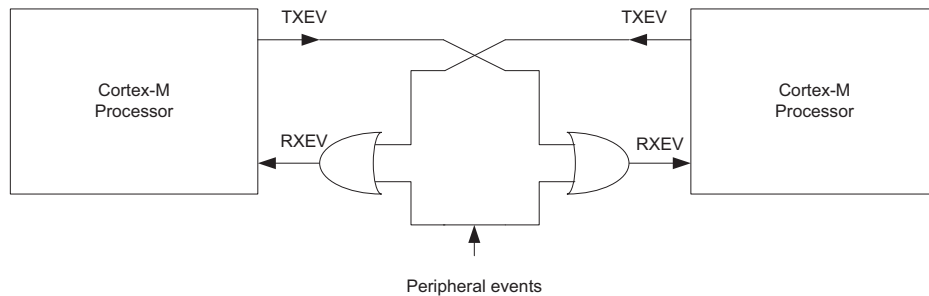 TXEV
TXEV
Cortex-M
Processor
Cortex-M
Processor
RXEV
RXEV
Peripheral events